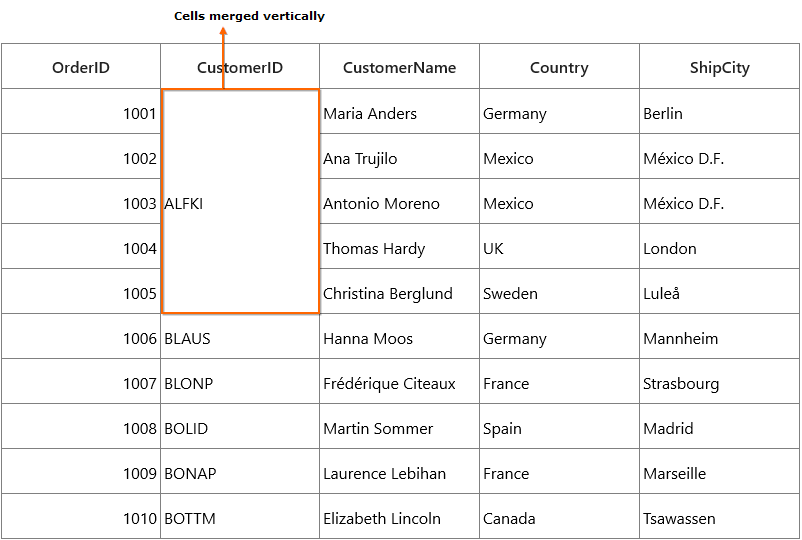 Cells merged vertically
OrderID CustomerID CustomerName Country ShipCity
1001 Maria Anders Germany Berlin
1002 Ana Trujilo Mexico México D.F.
1003 ALFKI Antonio Moreno Mexico México D.F.
1004 Thomas Hardy UK London
1005 Christina Berglund Sweden Luleå
1006 BLAUS Hanna Moos Germany Mannheim
1007 BLONP Frédérique Citeaux France Strasbourg
1008 BOLID Martin Sommer Spain Madrid
1009 BONAP Laurence Lebihan France Marseille
1010 BOTTM Elizabeth Lincoln Canada Tsawassen